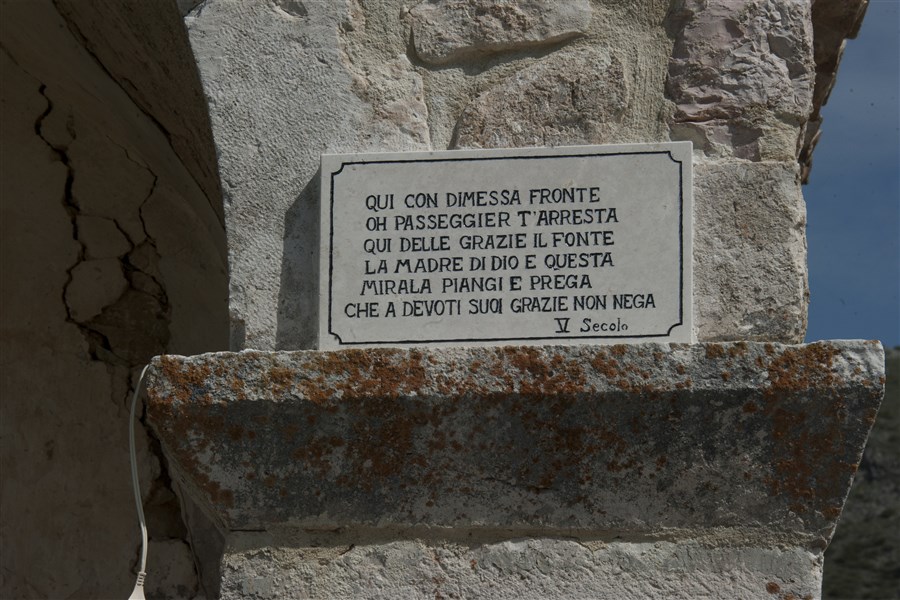 QUI CON DIMESSA FRONTE
OH PASSEGGIER T'ARRESTA
QUI DELLE GRAZIE IL FONTE
LA MADRE DI DIO E QUESTA
MIRALA PIANGI E PREGA
CHE A DEVOTI SUOI GRAZIE NON NEGA
V Secolo